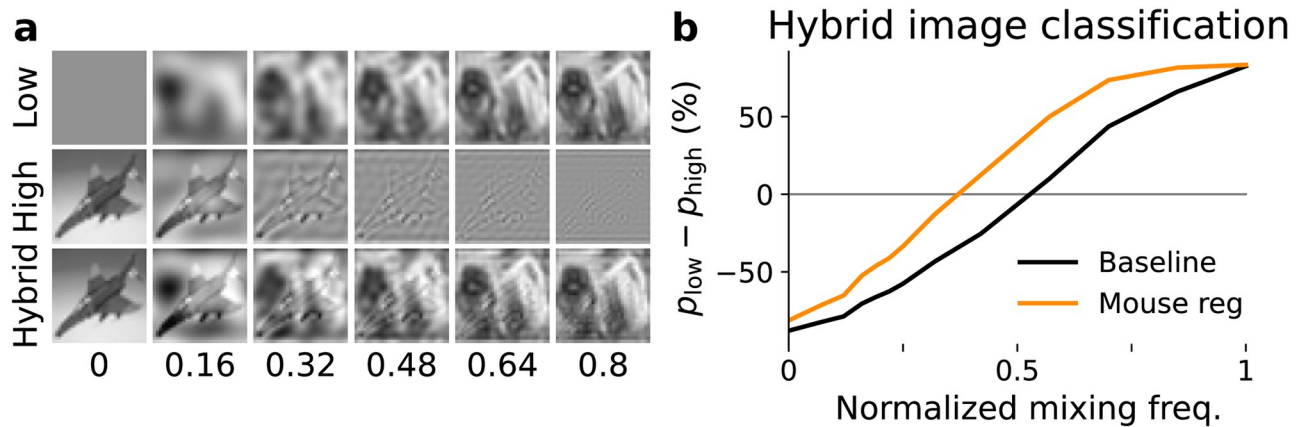 a
Low
High
Hybrid
0 0.16 0.32 0.48 0.64 0.8
b
Hybrid image classification
p_low − p_high (%)
50
0
−50
Baseline
Mouse reg
0 0.5 1
Normalized mixing freq.